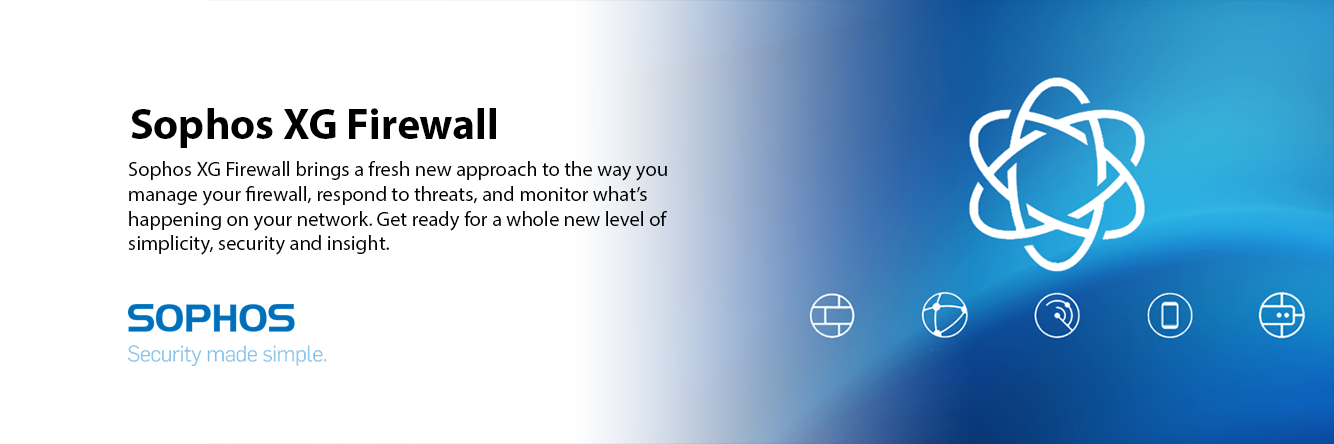 Sophos XG Firewall
Sophos XG Firewall brings a fresh new approach to the way you
manage your firewall, respond to threats, and monitor what’s
happening on your network. Get ready for a whole new level of
simplicity, security and insight.
SOPHOS
Security made simple.